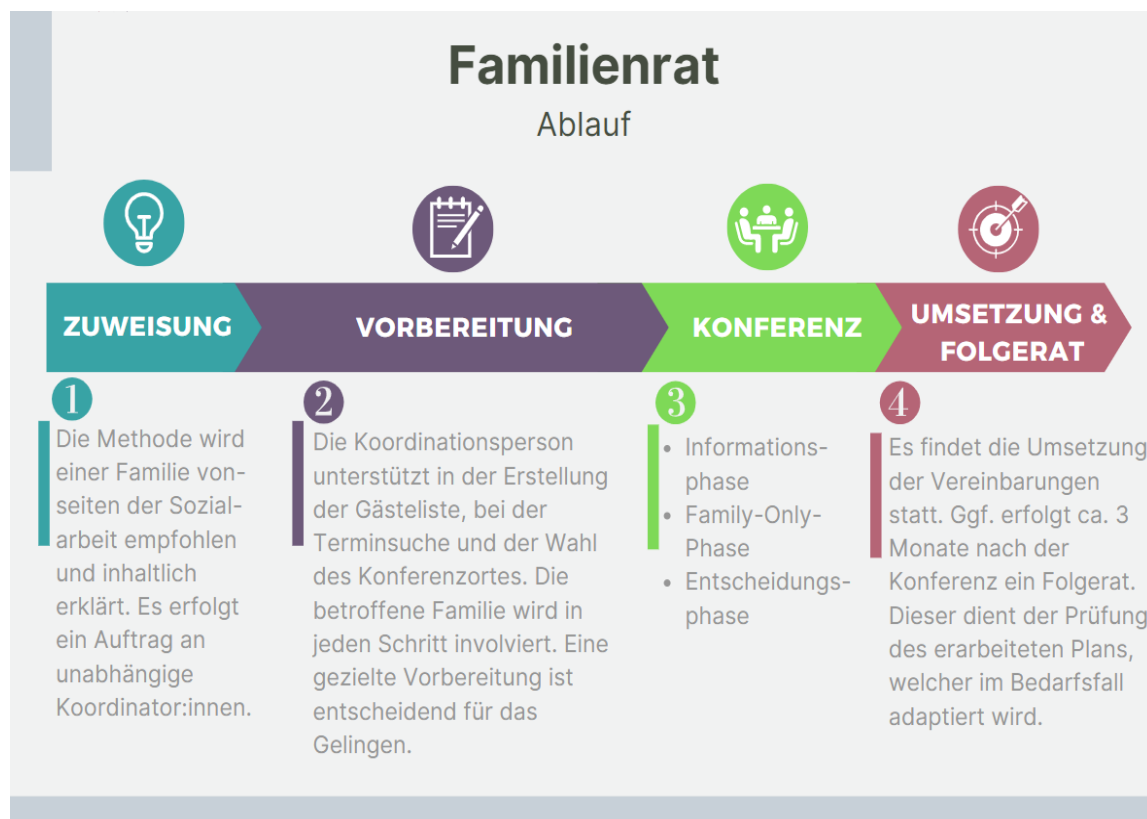 Familienrat
Ablauf
ZUWEISUNG
VORBEREITUNG
KONFERENZ
UMSETZUNG &
FOLGERAT
1
Die Methode wird
einer Familie von-
seiten der Sozial-
arbeit empfohlen
und inhaltlich
erklärt. Es erfolgt
ein Auftrag an
unabhängige
Koordinator:innen.
2
Die Koordinationsperson
unterstützt in der Erstellung
der Gästeliste, bei der
Terminsuche und der Wahl
des Konferenzortes. Die
betroffene Familie wird in
jeden Schritt involviert. Eine
gezielte Vorbereitung ist
entscheidend für das
Gelingen.
3
• Informations-
phase
• Family-Only-
Phase
• Entscheidungs-
phase
4
Es findet die Umsetzung
der Vereinbarungen
statt. Ggf. erfolgt ca. 3
Monate nach der
Konferenz ein Folgerat.
Dieser dient der Prüfung
des erarbeiteten Plans,
welcher im Bedarfsfall
adaptiert wird.